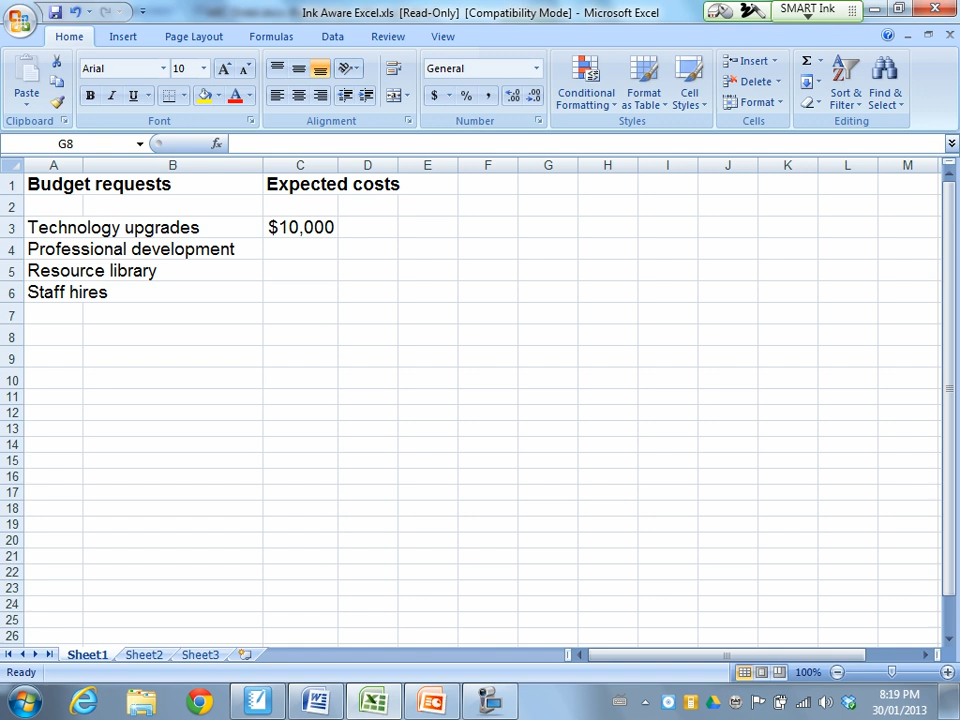 Ink Aware Excel.xls [Read-Only] [Compatibility Mode] - Microsoft Excel
SMART Ink
Home Insert Page Layout Formulas Data Review View
Paste
Arial 10
General
Conditional Formatting
Format as Table
Cell Styles
Insert
Delete
Format
Sort & Filter
Find & Select
Clipboard Font Alignment Number Styles Cells Editing
G8 fx
A B C D E F G H I J K L M
1 Budget requests Expected costs
2
3 Technology upgrades $10,000
4 Professional development
5 Resource library
6 Staff hires
7
8
9
10
11
12
13
14
15
16
17
18
19
20
21
22
23
24
25
26
Sheet1 Sheet2 Sheet3
Ready 100%
8:19 PM
30/01/2013